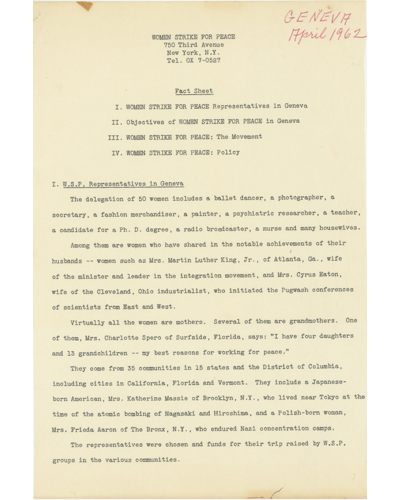 GENEVA
April 1962
WOMEN STRIKE FOR PEACE
750 Third Avenue
New York, N.Y.
Tel. OX 7-0527
Fact Sheet
I. WOMEN STRIKE FOR PEACE Representatives in Geneva
II. Objectives of WOMEN STRIKE FOR PEACE in Geneva
III. WOMEN STRIKE FOR PEACE: The Movement
IV. WOMEN STRIKE FOR PEACE: Policy
I. W.S.P. Representatives in Geneva
The delegation of 50 women includes a ballet dancer, a photographer, a
secretary, a fashion merchandiser, a painter, a psychiatric researcher, a teacher,
a candidate for a Ph. D. degree, a radio broadcaster, a nurse and many housewives.
Among them are women who have shared in the notable achievements of their
husbands -- women such as Mrs. Martin Luther King, Jr., of Atlanta, Ga., wife of
the minister and leader in the integration movement, and Mrs. Cyrus Eaton,
wife of the Cleveland, Ohio industrialist, who initiated the Pugwash conferences
of scientists from East and West.
Virtually all the women are mothers. Several of them are grandmothers. One
of them, Mrs. Charlotte Spero of Surfside, Florida, says: "I have four daughters
and 13 grandchildren -- my best reasons for working for peace."
They come from 35 communities in 15 states and the District of Columbia,
including cities in California, Florida and Vermont. They include a Japanese-
born American, Mrs. Katherine Massie of Brooklyn, N.Y., who lived near Tokyo at the
time of the atomic bombing of Nagasaki and Hiroshima, and a Polish-born woman,
Mrs. Frieda Aaron of The Bronx, N.Y., who endured Nazi concentration camps.
The representatives were chosen and funds for their trip raised by W.S.P.
groups in the various communities.